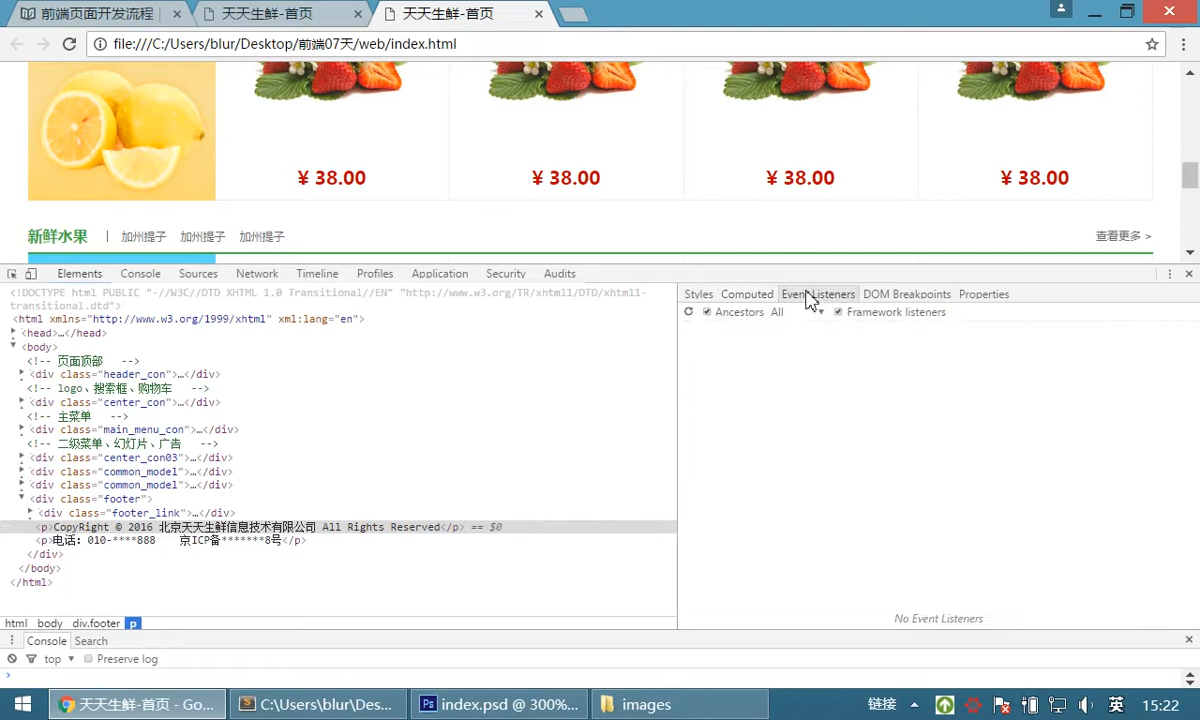 前端页面开发流程
天天生鲜-首页
天天生鲜-首页
file:///C:/Users/blur/Desktop/前端07天/web/index.html
¥ 38.00
¥ 38.00
¥ 38.00
¥ 38.00
新鲜水果 | 加州提子 加州提子 加州提子 查看更多 >
Elements Console Sources Network Timeline Profiles Application Security Audits
<!DOCTYPE html PUBLIC "-//W3C//DTD XHTML 1.0 Transitional//EN" "http://www.w3.org/TR/xhtml1/DTD/xhtml1-
transitional.dtd">
<html xmlns="http://www.w3.org/1999/xhtml" xml:lang="en">
<head>…</head>
<body>
<!-- 页面顶部 -->
<div class="header_con">…</div>
<!-- logo、搜索框、购物车 -->
<div class="center_con">…</div>
<!-- 主菜单 -->
<div class="main_menu_con">…</div>
<!-- 二级菜单、幻灯片、广告 -->
<div class="center_con03">…</div>
<div class="common_model">…</div>
<div class="common_model">…</div>
<div class="footer">
<div class="footer_link">…</div>
<p>CopyRight © 2016 北京天天生鲜信息技术有限公司 All Rights Reserved</p> == $0
<p>电话：010-****888 京ICP备*******8号</p>
</div>
</body>
</html>
html body div.footer p
Styles Computed Event Listeners DOM Breakpoints Properties
Ancestors All Framework listeners
No Event Listeners
Console Search
top Preserve log
天天生鲜-首页 - Go...
C:\Users\blur\Des...
index.psd @ 300%...
images
链接 英 15:22